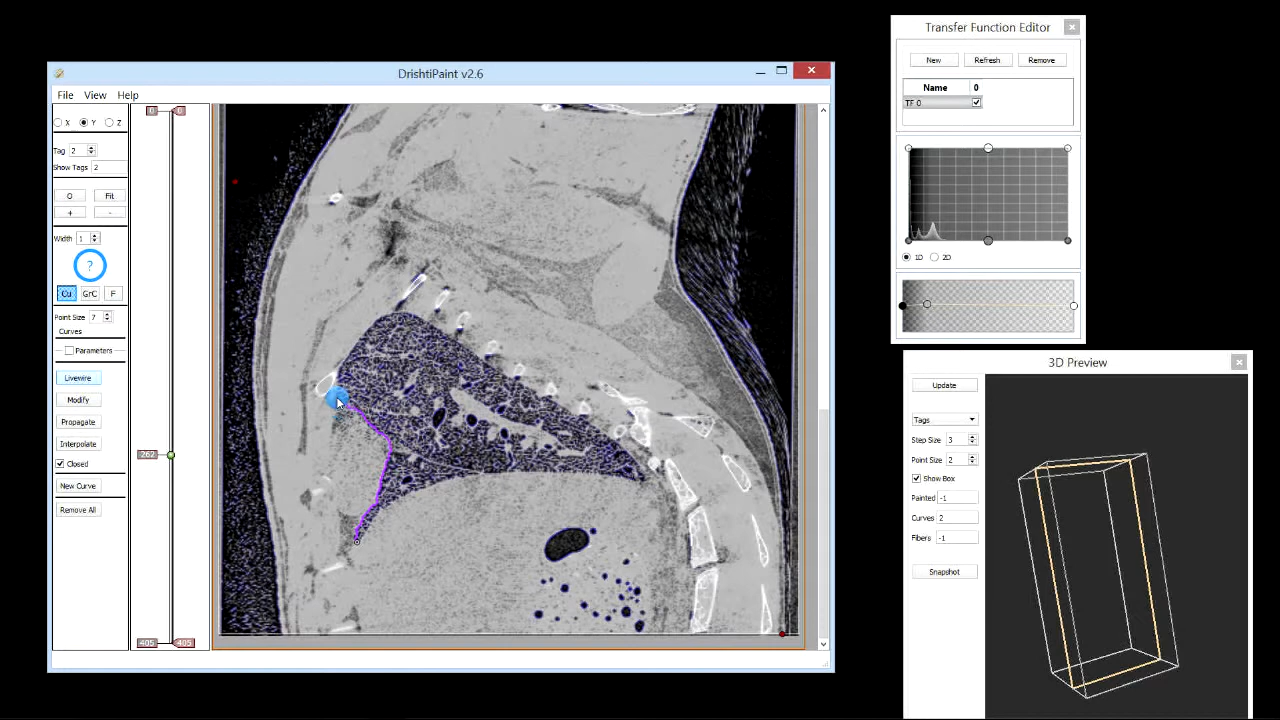 DrishtiPaint v2.6
File View Help
0 0
X Y Z
Tag 2
Show Tags 2
O Fit
+ -
Width 1
?
Cu GrC F
Point Size 7
Curves
Parameters
Livewire
Modify
Propagate
Interpolate
262
Closed
New Curve
Remove All
405 405
Transfer Function Editor
New Refresh Remove
Name 0
TF 0
1D 2D
3D Preview
Update
Tags
Step Size 3
Point Size 2
Show Box
Painted -1
Curves 2
Fibers -1
Snapshot